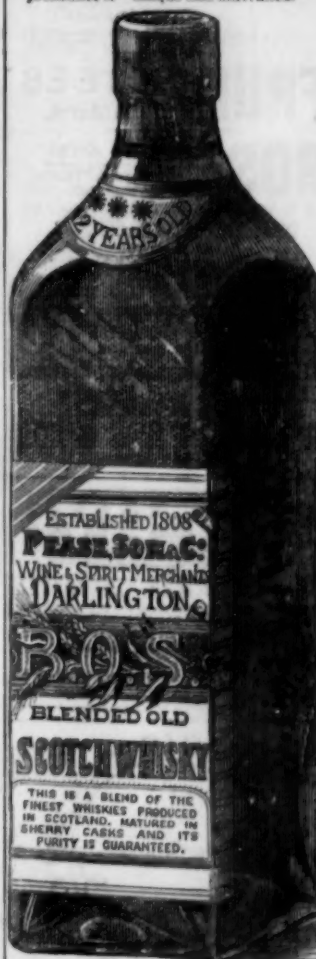 2 YEARS OLD
ESTABLISHED 1808
PEASE, SON & Co
WINE & SPIRIT MERCHANTS
DARLINGTON
B.O.S.
BLENDED OLD
SCOTCH WHISKY
THIS IS A BLEND OF THE
FINEST WHISKIES PRODUCED
IN SCOTLAND. MATURED IN
SHERRY CASKS AND ITS
PURITY IS GUARANTEED.